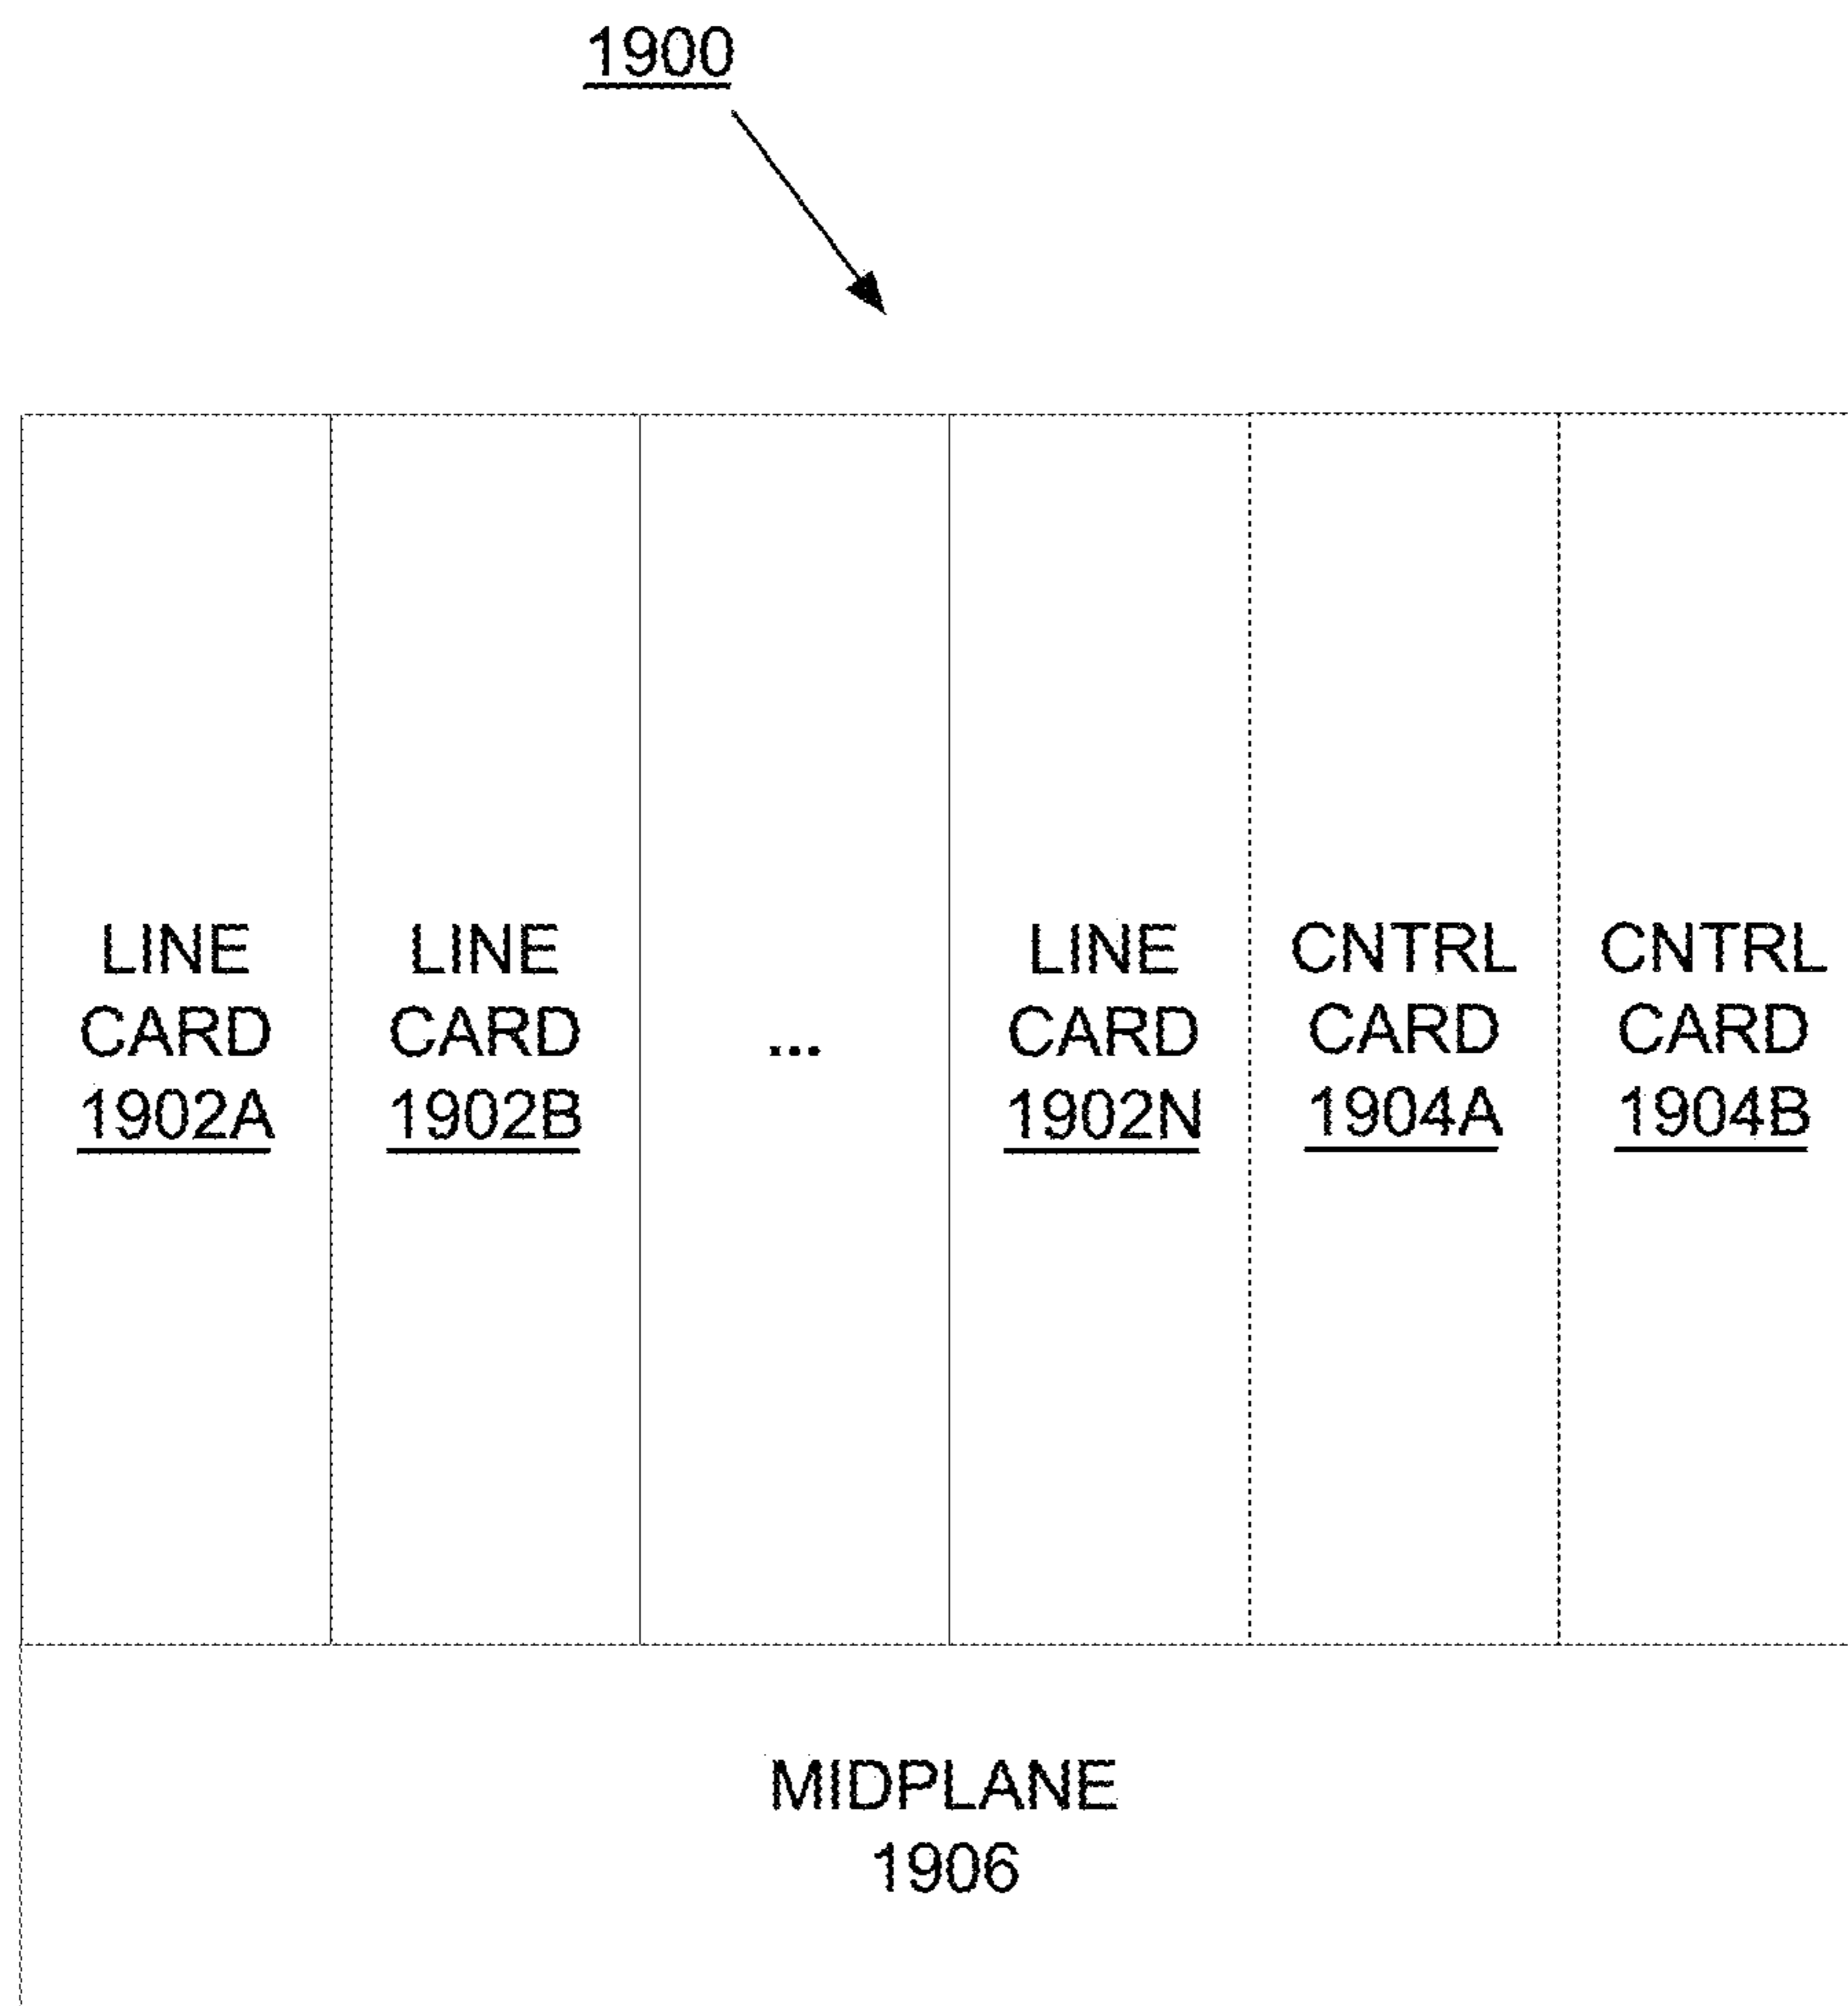 1900
LINE
CARD
1902A
LINE
CARD
1902B
...
LINE
CARD
1902N
CNTRL
CARD
1904A
CNTRL
CARD
1904B
MIDPLANE
1906